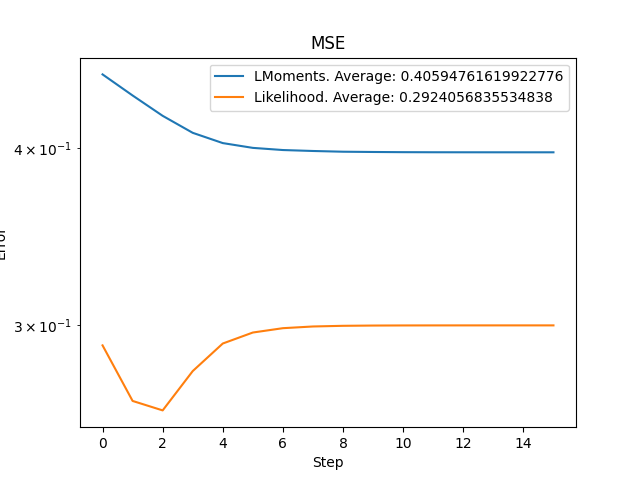 MSE
LMoments. Average: 0.40594761619922776
Likelihood. Average: 0.2924056835534838
4 × 10⁻¹
3 × 10⁻¹
Error
0 2 4 6 8 10 12 14
Step